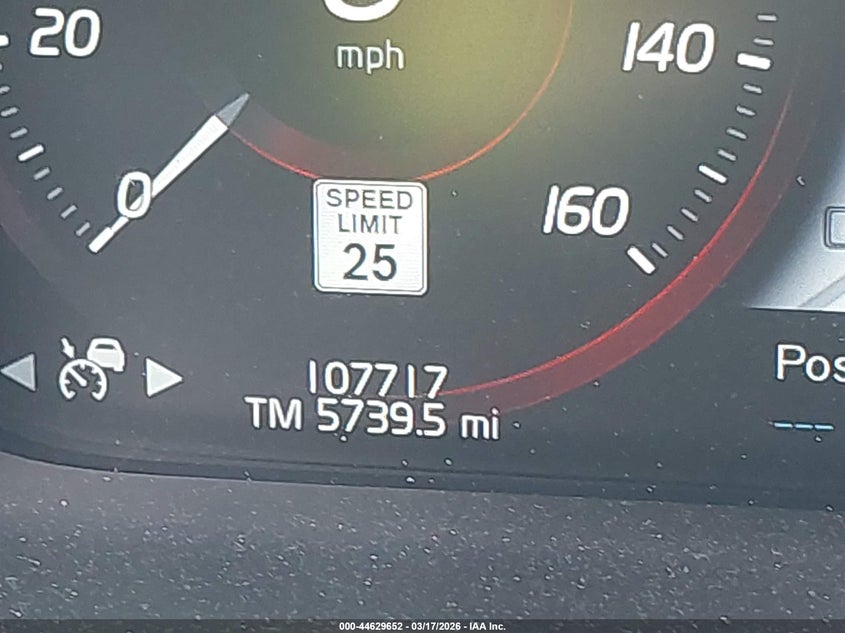 20
140
mph
0
160
SPEED
LIMIT
25
107717
TM 5739.5 mi
Pos
---
000-44629652 - 03/17/2026 - IAA Inc.